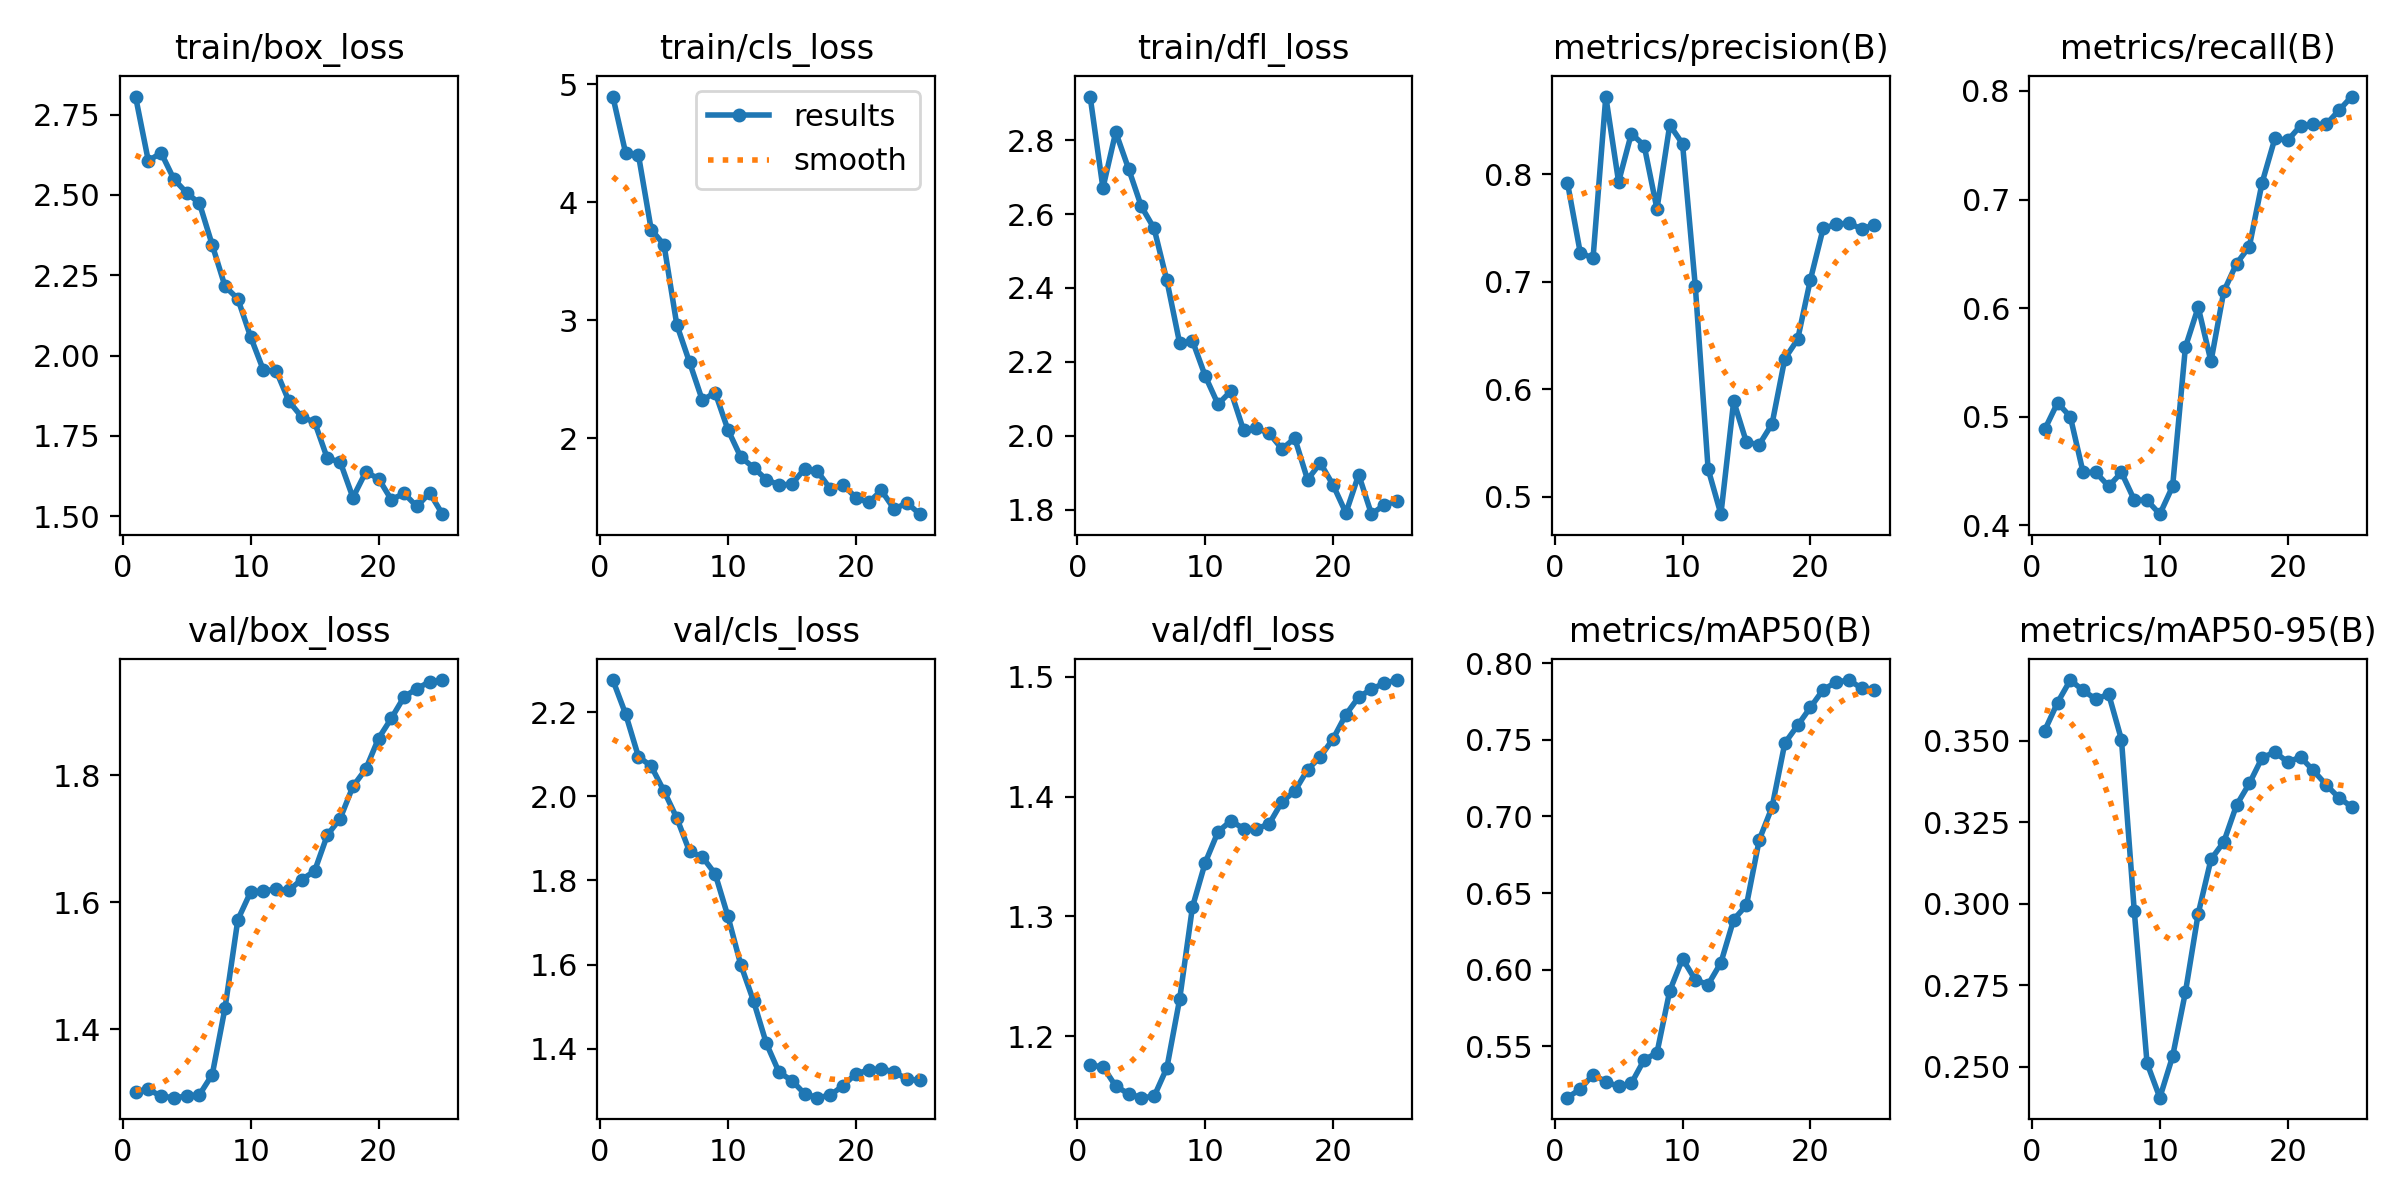 train/box_loss
2.75
2.50
2.25
2.00
1.75
1.50
0 10 20
train/cls_loss
results
smooth
5
4
3
2
0 10 20
train/dfl_loss
2.8
2.6
2.4
2.2
2.0
1.8
0 10 20
metrics/precision(B)
0.8
0.7
0.6
0.5
0 10 20
metrics/recall(B)
0.8
0.7
0.6
0.5
0.4
0 10 20
val/box_loss
1.8
1.6
1.4
0 10 20
val/cls_loss
2.2
2.0
1.8
1.6
1.4
0 10 20
val/dfl_loss
1.5
1.4
1.3
1.2
0 10 20
metrics/mAP50(B)
0.80
0.75
0.70
0.65
0.60
0.55
0 10 20
metrics/mAP50-95(B)
0.350
0.325
0.300
0.275
0.250
0 10 20